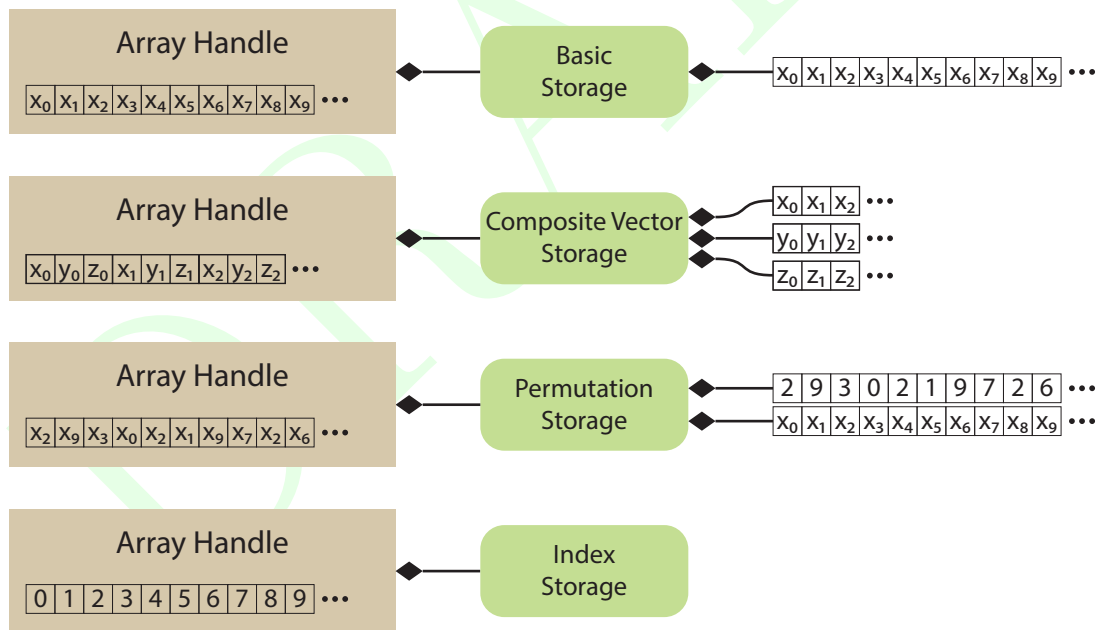 Array Handle
x₀ x₁ x₂ x₃ x₄ x₅ x₆ x₇ x₈ x₉ •••
Basic
Storage
x₀ x₁ x₂ x₃ x₄ x₅ x₆ x₇ x₈ x₉ •••
Array Handle
x₀ y₀ z₀ x₁ y₁ z₁ x₂ y₂ z₂ •••
Composite Vector
Storage
x₀ x₁ x₂ •••
y₀ y₁ y₂ •••
z₀ z₁ z₂ •••
Array Handle
x₂ x₉ x₃ x₀ x₂ x₁ x₉ x₇ x₂ x₆ •••
Permutation
Storage
2 9 3 0 2 1 9 7 2 6 •••
x₀ x₁ x₂ x₃ x₄ x₅ x₆ x₇ x₈ x₉ •••
Array Handle
0 1 2 3 4 5 6 7 8 9 •••
Index
Storage